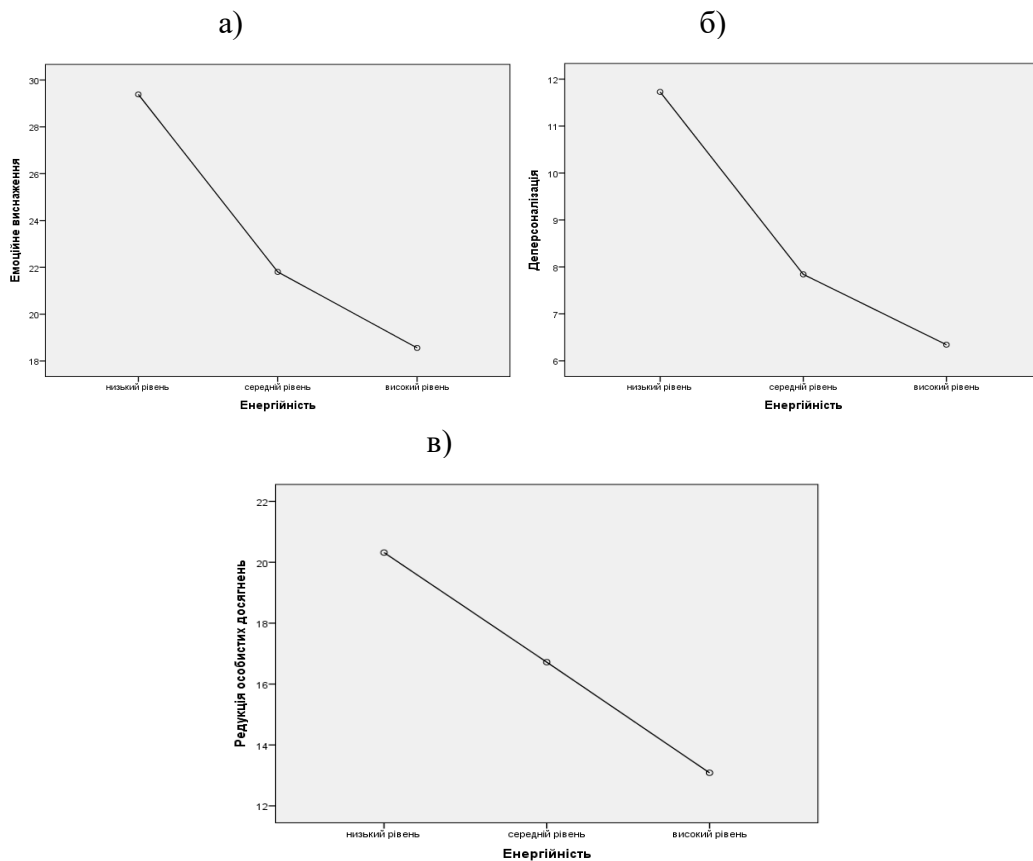 а)
б)
Емоційне виснаження
30
28
26
24
22
20
18
низький рівень
середній рівень
високий рівень
Енергійність
Деперсоналізація
12
11
10
9
8
7
6
низький рівень
середній рівень
високий рівень
Енергійність
в)
Редукція особистих досягнень
22
20
18
16
14
12
низький рівень
середній рівень
високий рівень
Енергійність